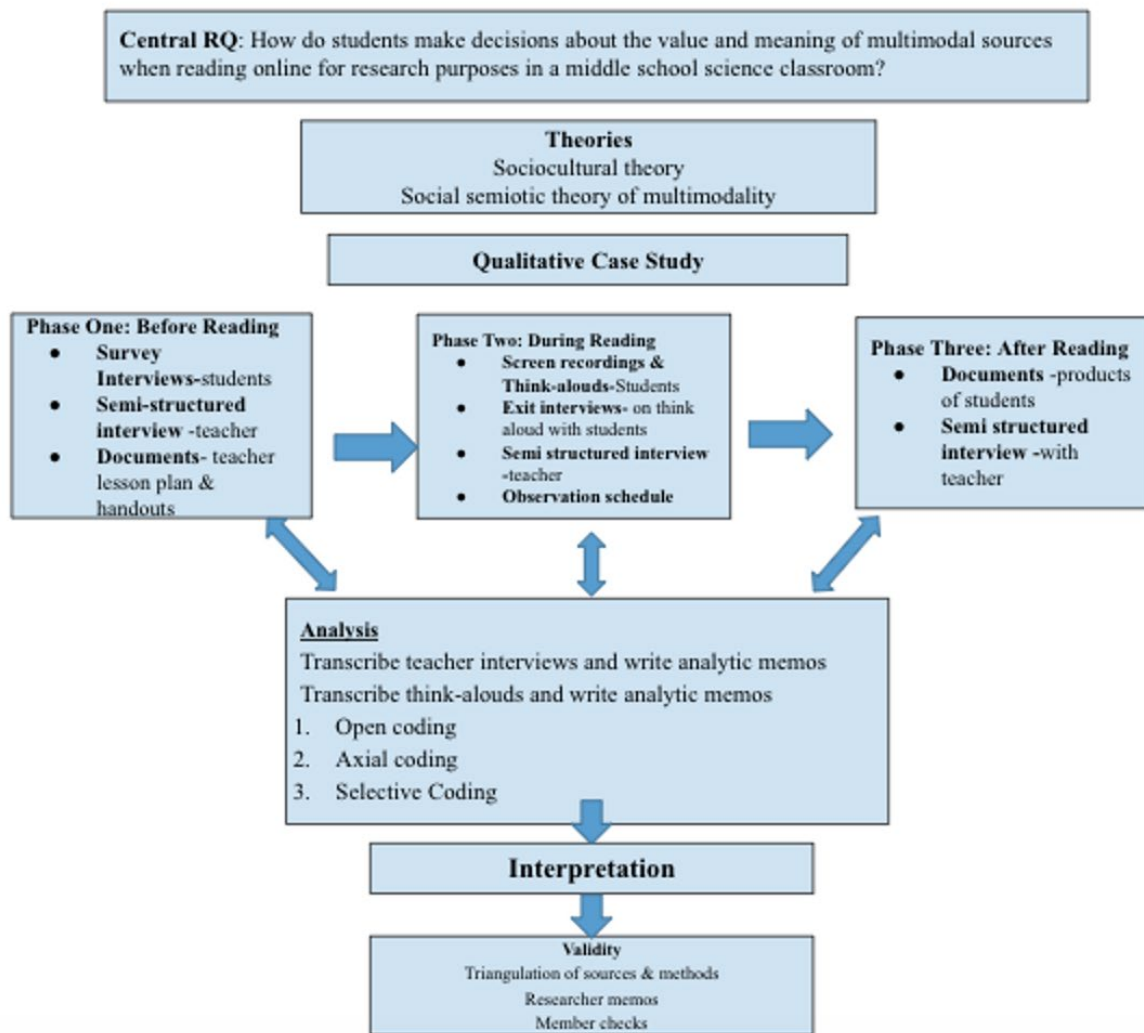 Central RQ: How do students make decisions about the value and meaning of multimodal sources
when reading online for research purposes in a middle school science classroom?
Theories
Sociocultural theory
Social semiotic theory of multimodality
Qualitative Case Study
Phase One: Before Reading
● Survey
Interviews-students
● Semi-structured
interview -teacher
● Documents- teacher
lesson plan &
handouts
Phase Two: During Reading
● Screen recordings &
Think-alouds-Students
● Exit interviews- on think
aloud with students
● Semi structured interview
-teacher
● Observation schedule
Phase Three: After Reading
● Documents -products
of students
● Semi structured
interview -with
teacher
Analysis
Transcribe teacher interviews and write analytic memos
Transcribe think-alouds and write analytic memos
1. Open coding
2. Axial coding
3. Selective Coding
Interpretation
Validity
Triangulation of sources & methods
Researcher memos
Member checks